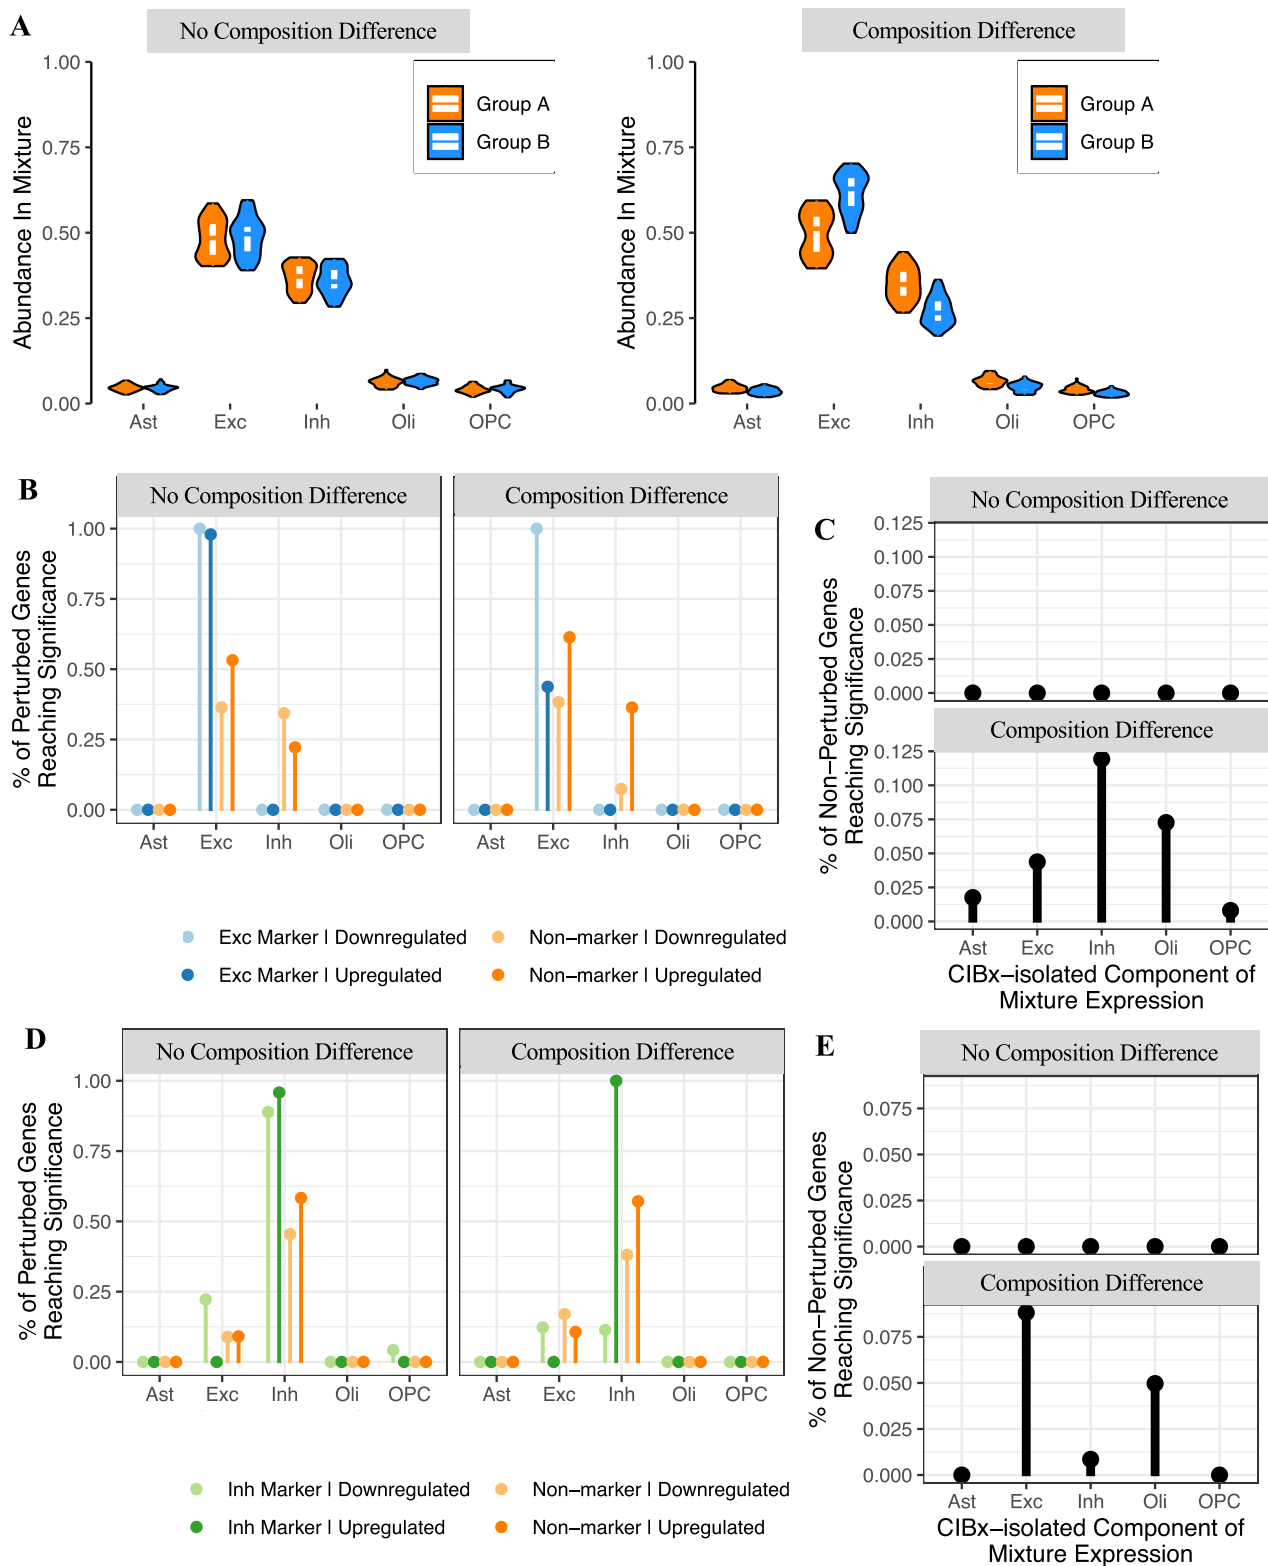 A
No Composition Difference
Composition Difference
Abundance In Mixture
1.00
0.75
0.50
0.25
0.00
Group A
Group B
Ast
Exc
Inh
Oli
OPC
Abundance In Mixture
1.00
0.75
0.50
0.25
0.00
Group A
Group B
Ast
Exc
Inh
Oli
OPC
B
No Composition Difference
Composition Difference
% of Perturbed Genes
Reaching Significance
1.00
0.75
0.50
0.25
0.00
Ast
Exc
Inh
Oli
OPC
Ast
Exc
Inh
Oli
OPC
Exc Marker | Downregulated
Non−marker | Downregulated
Exc Marker | Upregulated
Non−marker | Upregulated
C
No Composition Difference
% of Non−Perturbed Genes
Reaching Significance
0.125
0.100
0.075
0.050
0.025
0.000
Composition Difference
0.125
0.100
0.075
0.050
0.025
0.000
Ast
Exc
Inh
Oli
OPC
CIBx−isolated Component of
Mixture Expression
D
No Composition Difference
Composition Difference
% of Perturbed Genes
Reaching Significance
1.00
0.75
0.50
0.25
0.00
Ast
Exc
Inh
Oli
OPC
Ast
Exc
Inh
Oli
OPC
Inh Marker | Downregulated
Non−marker | Downregulated
Inh Marker | Upregulated
Non−marker | Upregulated
E
No Composition Difference
% of Non−Perturbed Genes
Reaching Significance
0.075
0.050
0.025
0.000
Composition Difference
0.075
0.050
0.025
0.000
Ast
Exc
Inh
Oli
OPC
CIBx−isolated Component of
Mixture Expression